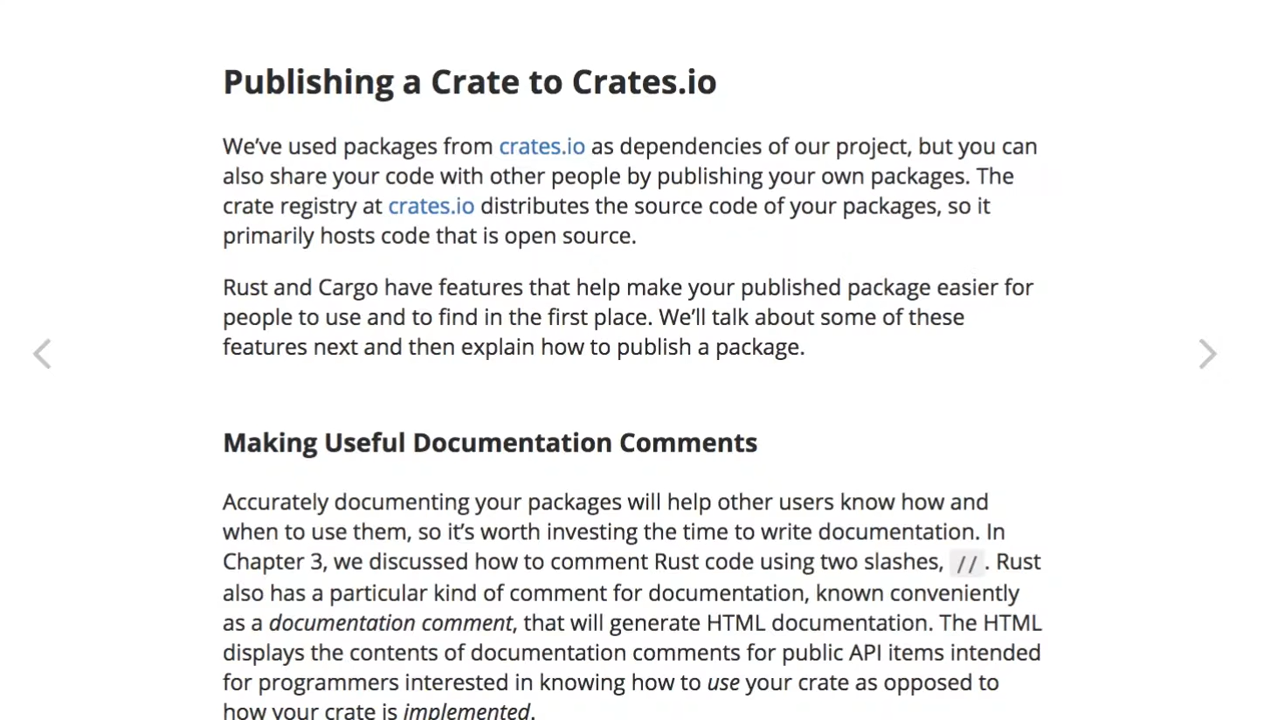 Publishing a Crate to Crates.io
We’ve used packages from crates.io as dependencies of our project, but you can
also share your code with other people by publishing your own packages. The
crate registry at crates.io distributes the source code of your packages, so it
primarily hosts code that is open source.
Rust and Cargo have features that help make your published package easier for
people to use and to find in the first place. We’ll talk about some of these
features next and then explain how to publish a package.
Making Useful Documentation Comments
Accurately documenting your packages will help other users know how and
when to use them, so it’s worth investing the time to write documentation. In
Chapter 3, we discussed how to comment Rust code using two slashes, //. Rust
also has a particular kind of comment for documentation, known conveniently
as a documentation comment, that will generate HTML documentation. The HTML
displays the contents of documentation comments for public API items intended
for programmers interested in knowing how to use your crate as opposed to
how your crate is implemented.